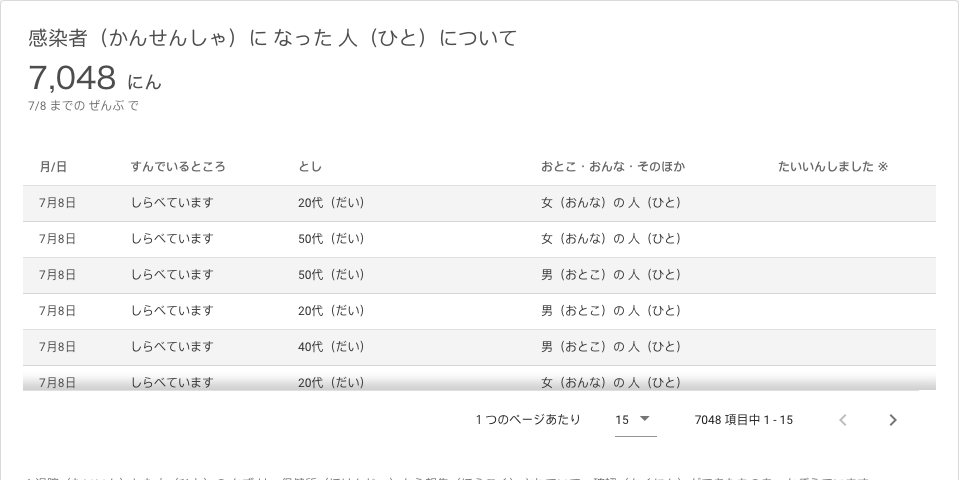 感染者（かんせんしゃ）に なった 人（ひと）について
7,048 にん
7/8 までの ぜんぶ で
月/日 すんでいるところ とし おとこ・おんな・そのほか たいいんしました ※
7月8日 しらべています 20代（だい） 女（おんな）の 人（ひと）
7月8日 しらべています 50代（だい） 女（おんな）の 人（ひと）
7月8日 しらべています 50代（だい） 男（おとこ）の 人（ひと）
7月8日 しらべています 20代（だい） 男（おとこ）の 人（ひと）
7月8日 しらべています 40代（だい） 男（おとこ）の 人（ひと）
7月8日 しらべています 20代（だい） 女（おんな）の 人（ひと）
1 つのページあたり 15 7048 項目中 1 - 15